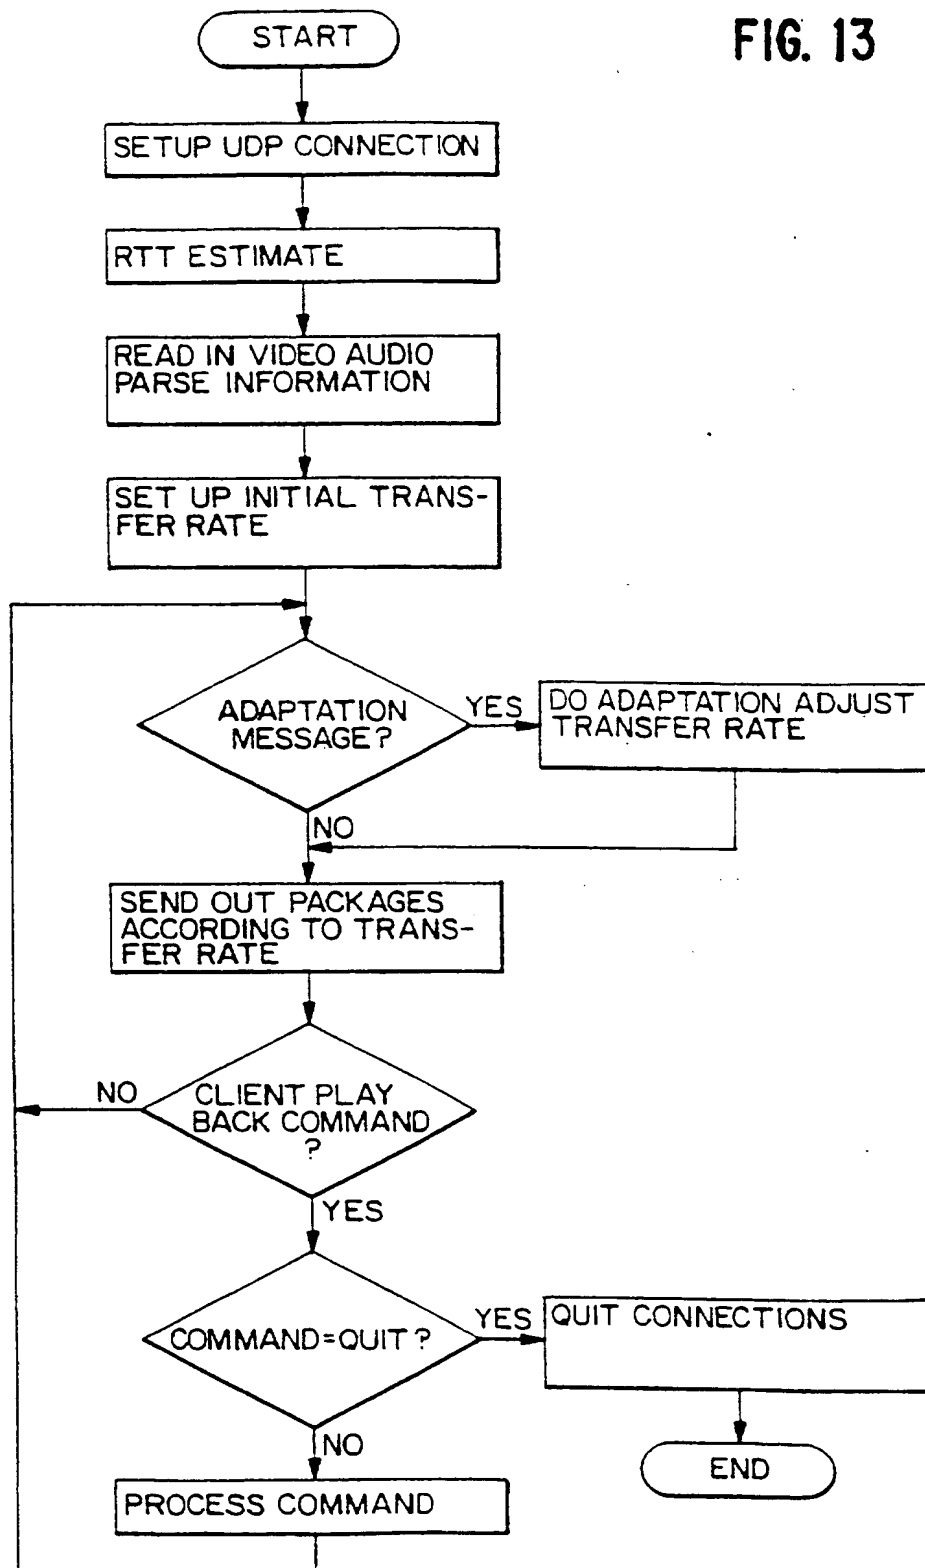 FIG. 13
START
SETUP UDP CONNECTION
RTT ESTIMATE
READ IN VIDEO AUDIO
PARSE INFORMATION
SET UP INITIAL TRANS-
FER RATE
ADAPTATION
MESSAGE?
YES
DO ADAPTATION ADJUST
TRANSFER RATE
NO
SEND OUT PACKAGES
ACCORDING TO TRANS-
FER RATE
NO
CLIENT PLAY
BACK COMMAND
?
YES
COMMAND=QUIT?
YES
QUIT CONNECTIONS
NO
END
PROCESS COMMAND